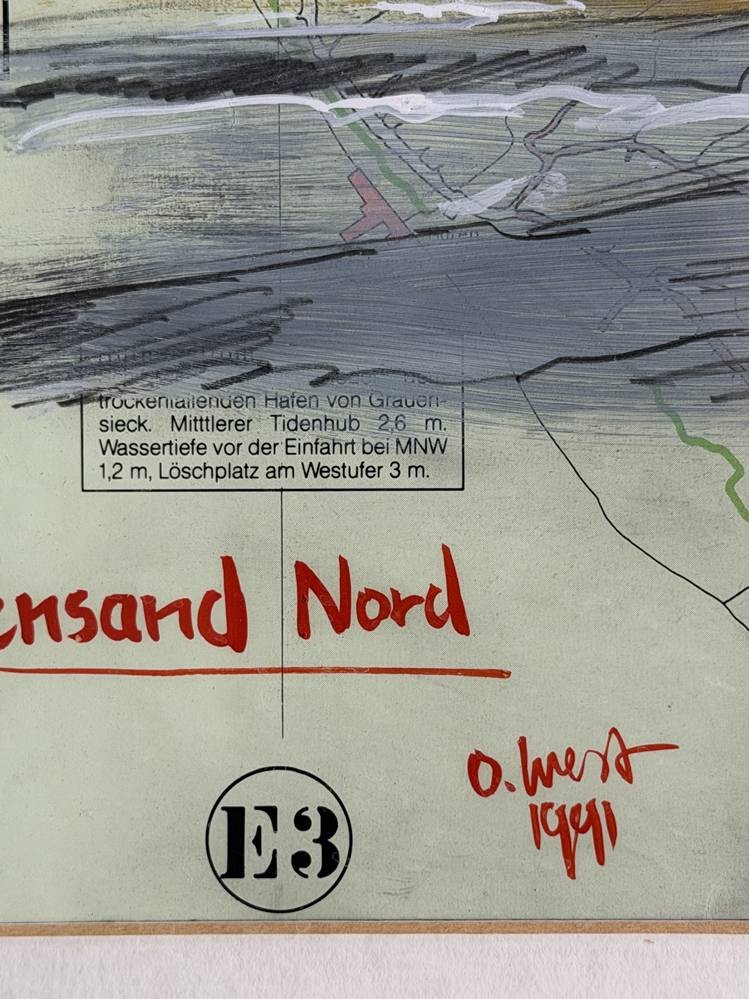 trockenfallenden Hafen von Grauen-
sieck. Mitttlerer Tidenhub 2,6 m.
Wassertiefe vor der Einfahrt bei MNW
1,2 m, Löschplatz am Westufer 3 m.
ensand Nord
O. West
1991
E3